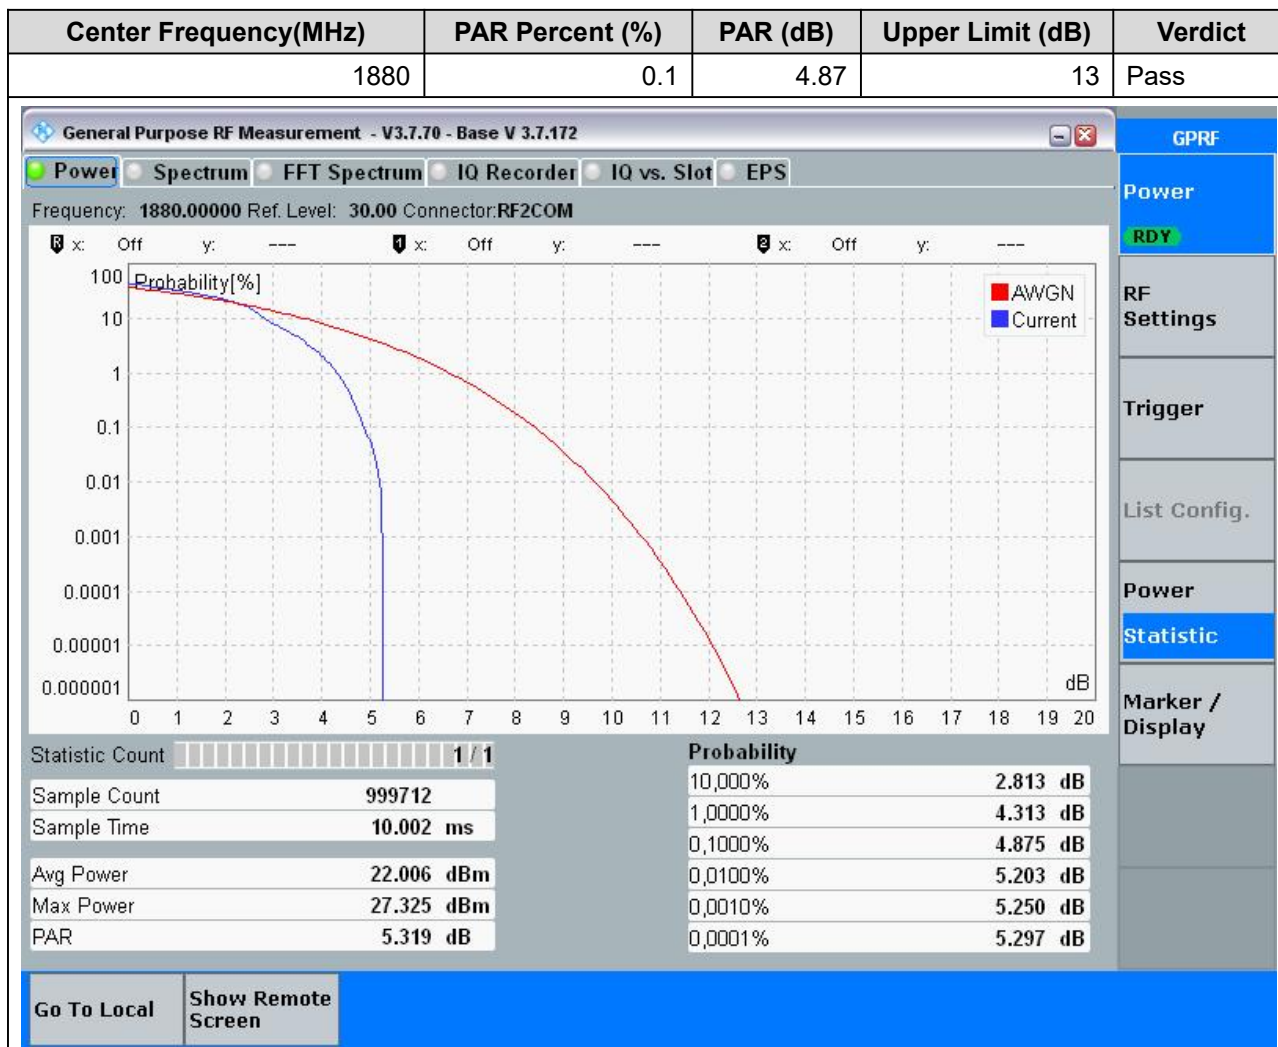 Center Frequency(MHz) PAR Percent (%) PAR (dB) Upper Limit (dB) Verdict
1880 0.1 4.87 13 Pass
General Purpose RF Measurement - V3.7.70 - Base V 3.7.172
GPRF
Power Spectrum FFT Spectrum IQ Recorder IQ vs. Slot EPS
Power
RDY
Frequency: 1880.00000 Ref. Level: 30.00 Connector:RF2COM
R x: Off y: --- 1 x: Off y: --- 2 x: Off y: ---
Probability[%]
AWGN
Current
100
10
1
0.1
0.01
0.001
0.0001
0.00001
0.000001
dB
0 1 2 3 4 5 6 7 8 9 10 11 12 13 14 15 16 17 18 19 20
RF
Settings
Trigger
List Config.
Power
Statistic
Marker /
Display
Statistic Count 1 / 1
Sample Count 999712
Sample Time 10.002 ms
Avg Power 22.006 dBm
Max Power 27.325 dBm
PAR 5.319 dB
Probability
10,000% 2.813 dB
1,0000% 4.313 dB
0,1000% 4.875 dB
0,0100% 5.203 dB
0,0010% 5.250 dB
0,0001% 5.297 dB
Go To Local
Show Remote
Screen